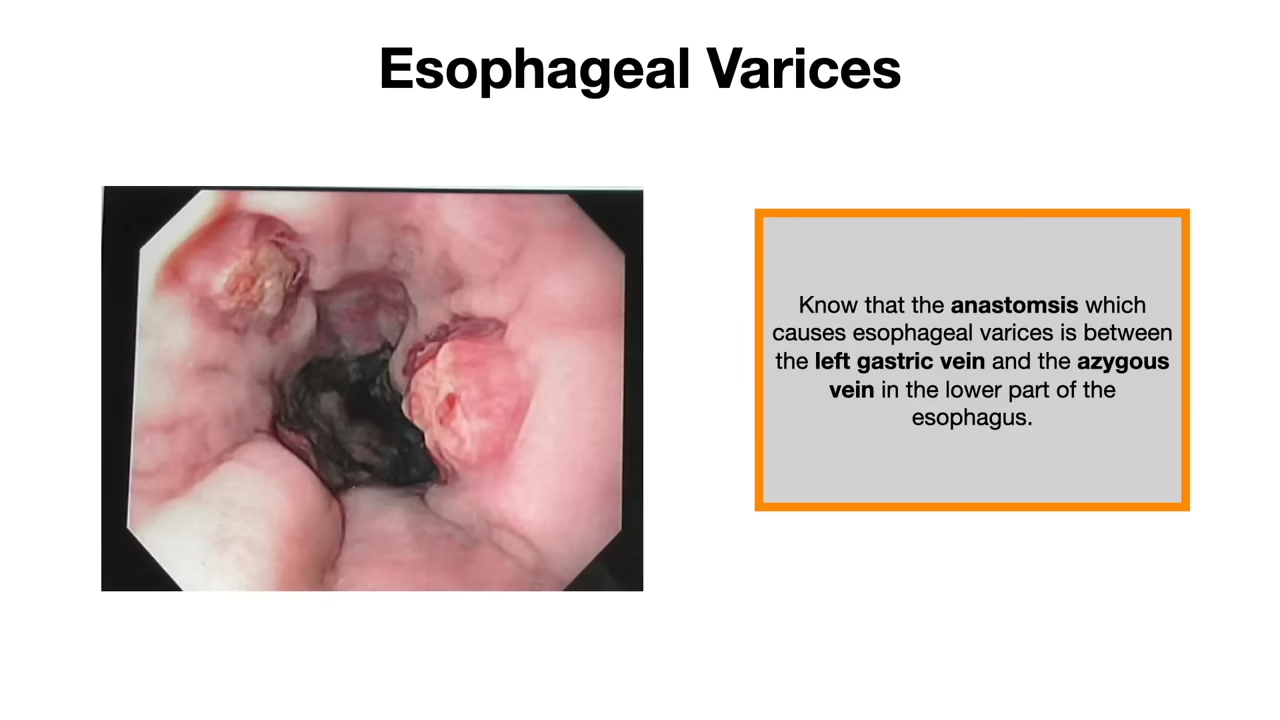 Esophageal Varices
Know that the anastomsis which
causes esophageal varices is between
the left gastric vein and the azygous
vein in the lower part of the
esophagus.